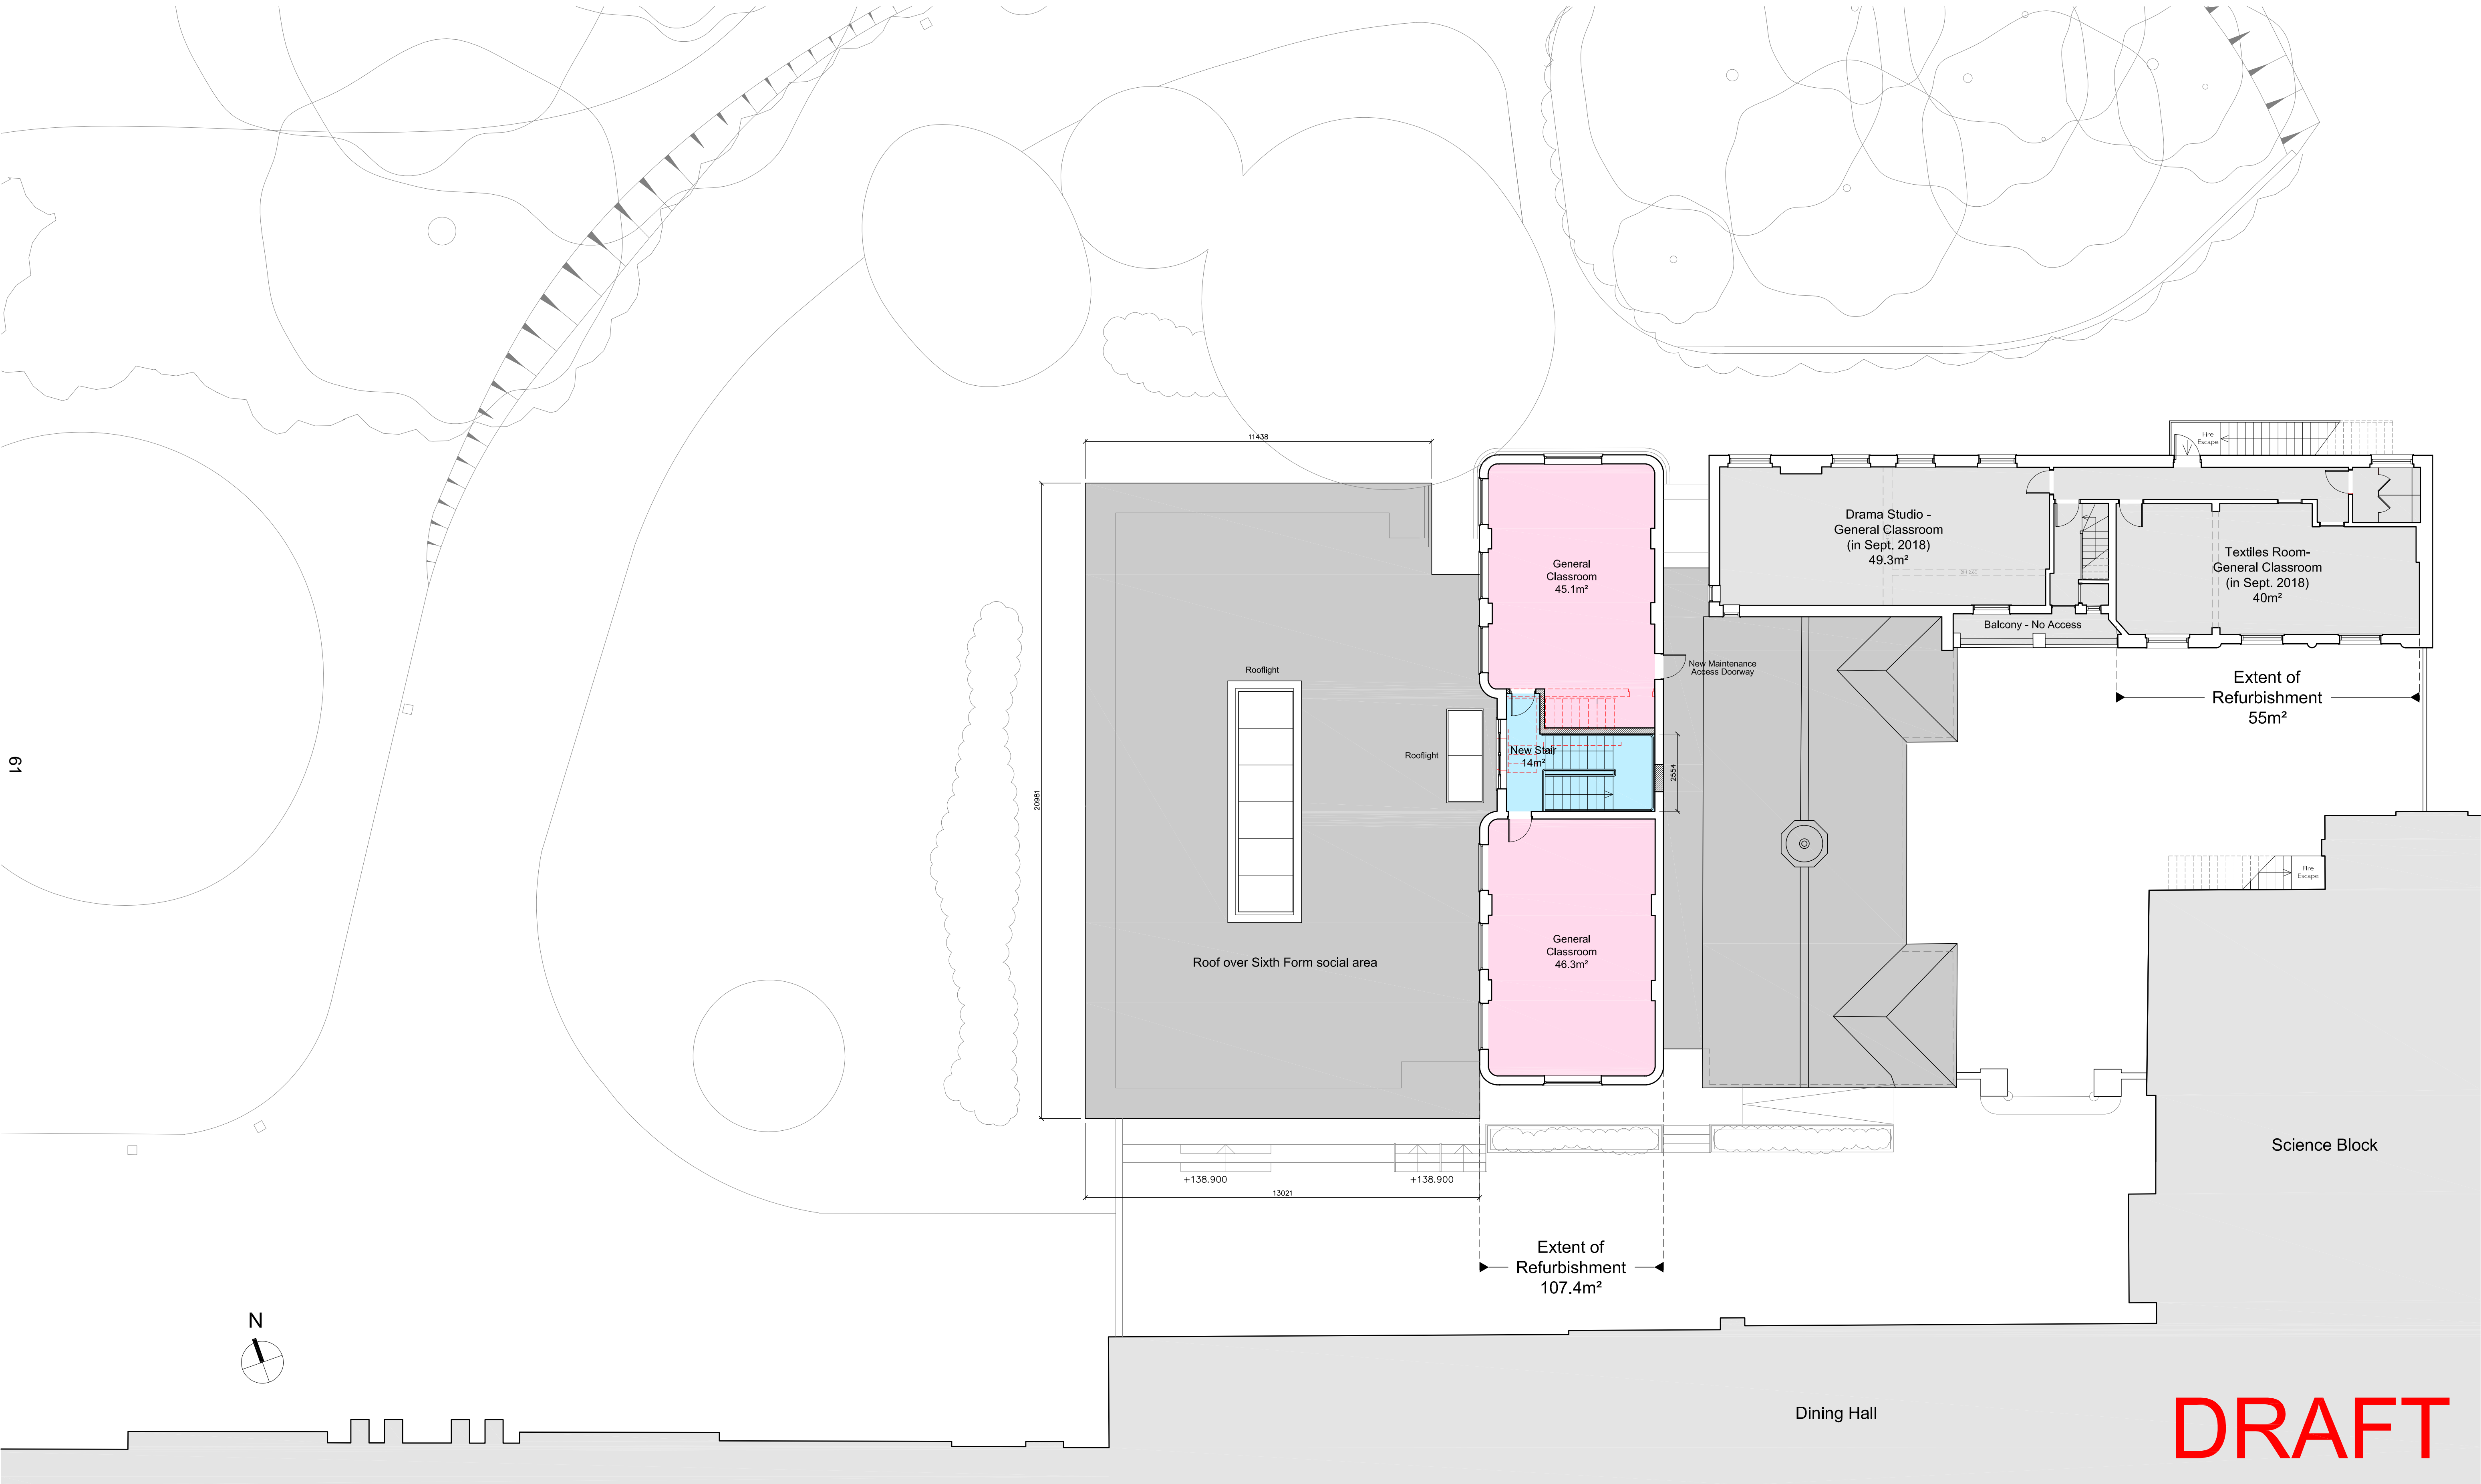 11438
Fire
Escape
Drama Studio -
General Classroom
(in Sept. 2018)
49.3m²
General
Classroom
45.1m²
Textiles Room-
General Classroom
(in Sept. 2018)
40m²
Balcony - No Access
Rooflight
New Maintenance
Access Doorway
Extent of
Refurbishment
55m²
Rooflight
New Stair
14m²
2554
61
20981
Fire
Escape
General
Classroom
46.3m²
Roof over Sixth Form social area
Science Block
+138.900
+138.900
13021
Extent of
Refurbishment
107.4m²
N
Dining Hall
DRAFT